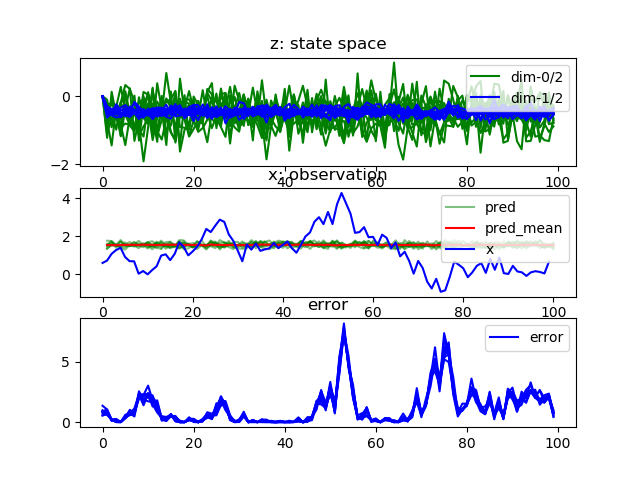 z: state space
dim-0/2
dim-1/2
0
−2
0 20 40 60 80 100
x: observation
pred
pred_mean
x
4
2
0
0 20 40 60 80 100
error
error
5
0
0 20 40 60 80 100